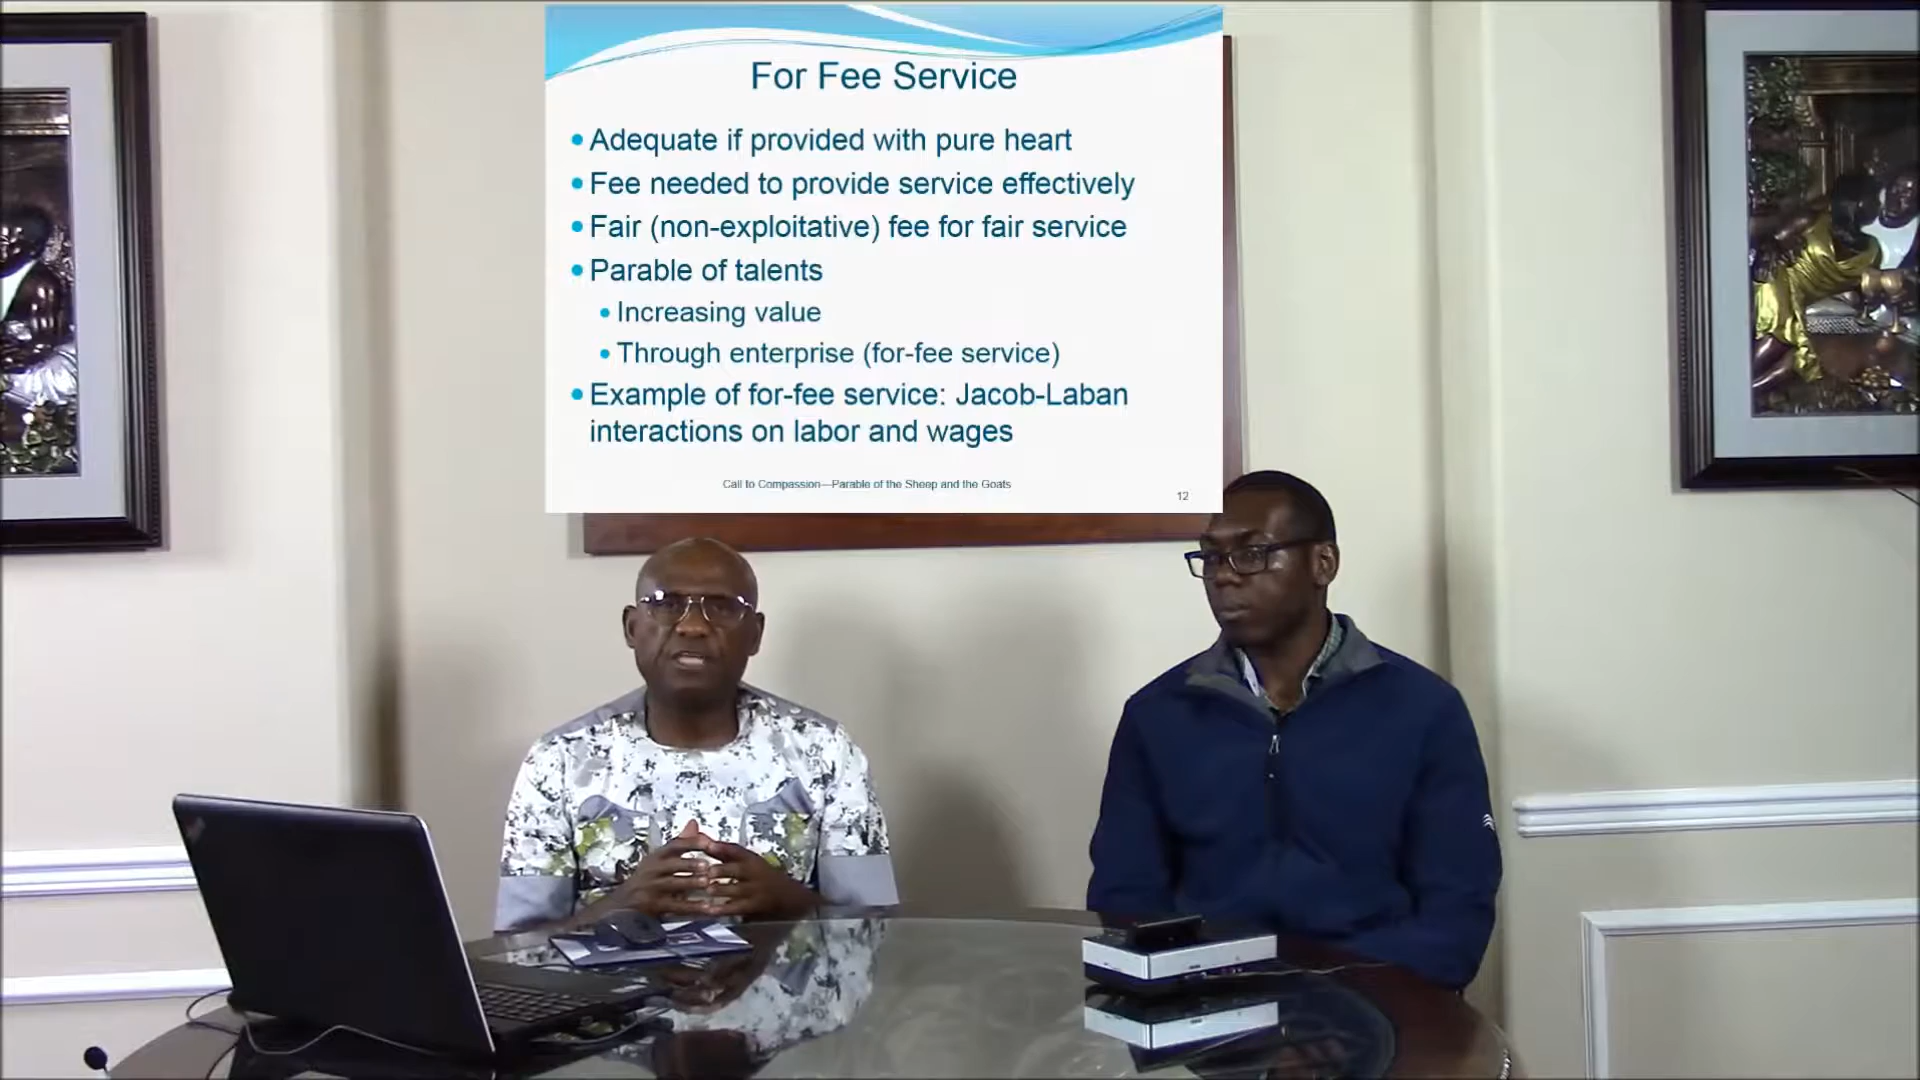 For Fee Service
• Adequate if provided with pure heart
• Fee needed to provide service effectively
• Fair (non-exploitative) fee for fair service
• Parable of talents
• Increasing value
• Through enterprise (for-fee service)
• Example of for-fee service: Jacob-Laban
interactions on labor and wages
Call to Compassion—Parable of the Sheep and the Goats
12